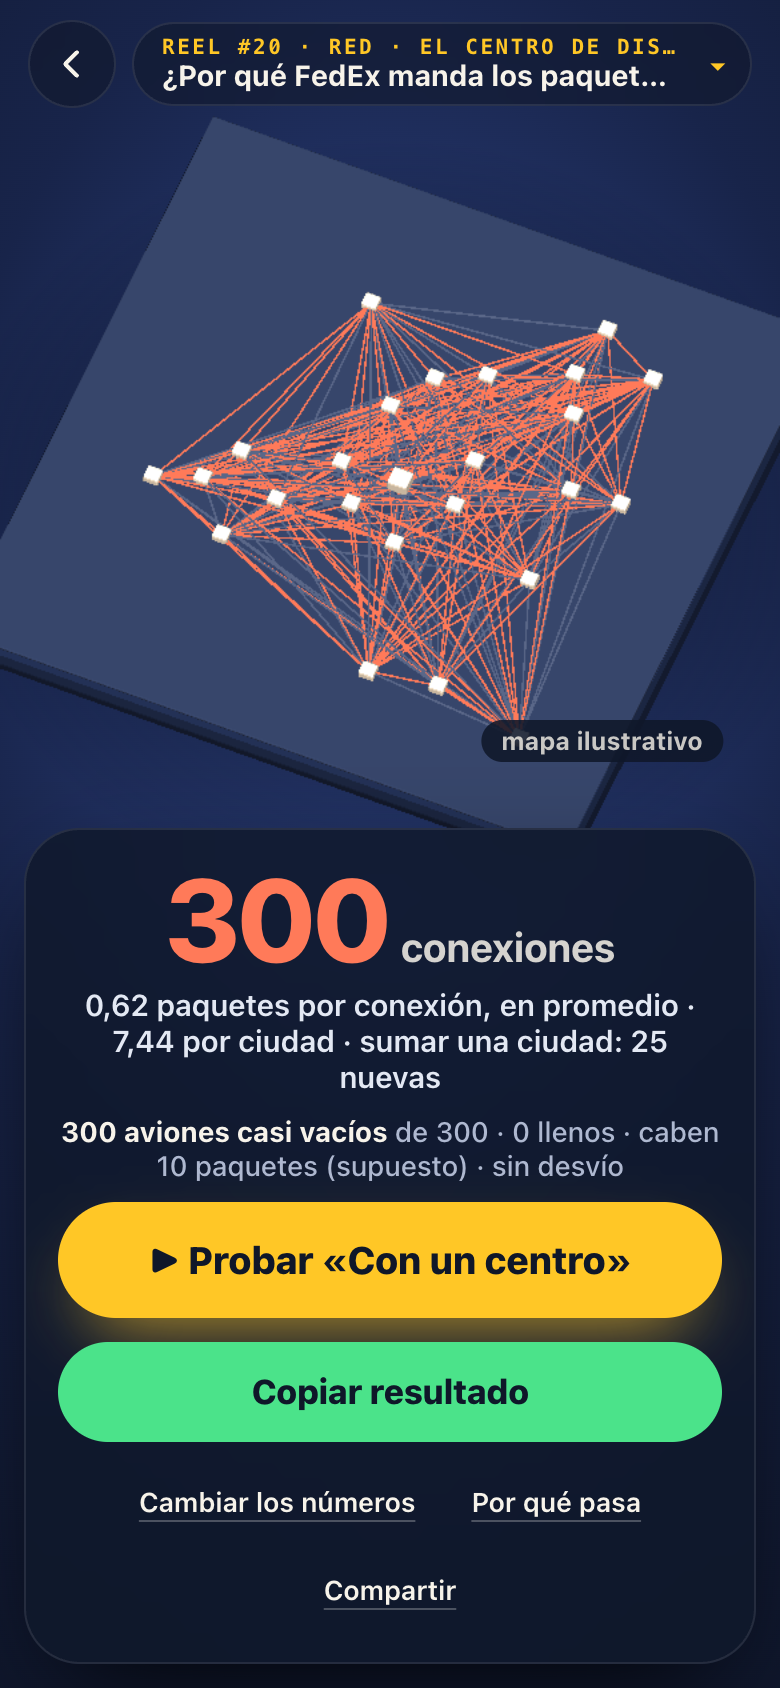 REEL #20 · RED · EL CENTRO DE DIS…
¿Por qué FedEx manda los paquet…
mapa ilustrativo
300 conexiones
0,62 paquetes por conexión, en promedio ·
7,44 por ciudad · sumar una ciudad: 25
nuevas
300 aviones casi vacíos de 300 · 0 llenos · caben
10 paquetes (supuesto) · sin desvío
Probar «Con un centro»
Copiar resultado
Cambiar los números
Por qué pasa
Compartir